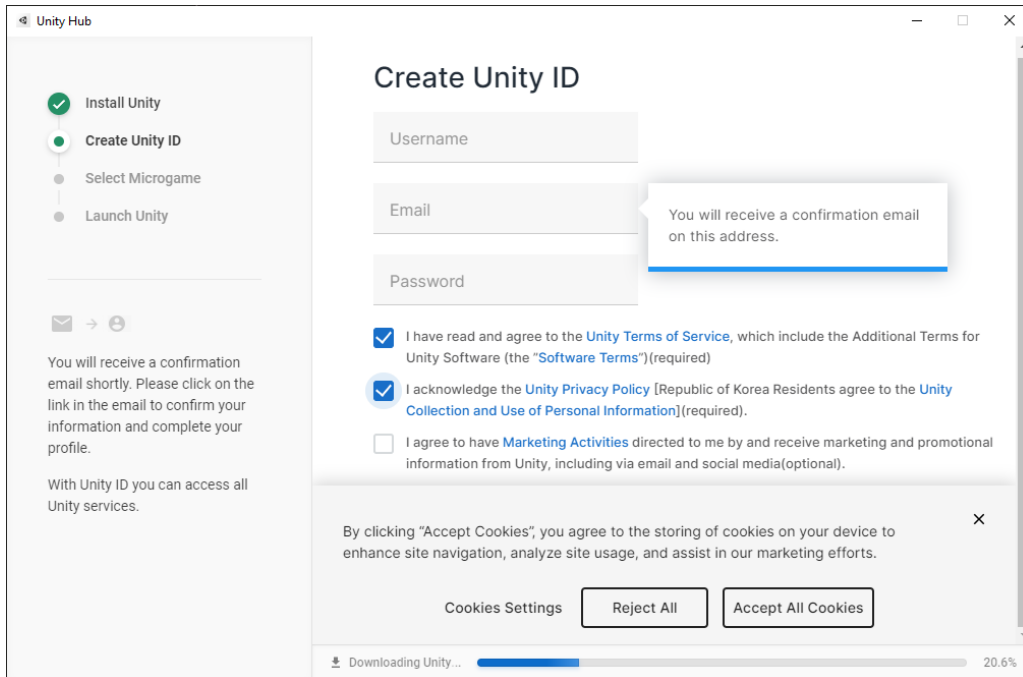 Unity Hub
Install Unity
Create Unity ID
Select Microgame
Launch Unity
You will receive a confirmation
email shortly. Please click on the
link in the email to confirm your
information and complete your
profile.
With Unity ID you can access all
Unity services.
Create Unity ID
Username
Email
You will receive a confirmation email
on this address.
Password
I have read and agree to the Unity Terms of Service, which include the Additional Terms for
Unity Software (the “Software Terms”)(required)
I acknowledge the Unity Privacy Policy [Republic of Korea Residents agree to the Unity
Collection and Use of Personal Information](required).
I agree to have Marketing Activities directed to me by and receive marketing and promotional
information from Unity, including via email and social media(optional).
By clicking “Accept Cookies”, you agree to the storing of cookies on your device to
enhance site navigation, analyze site usage, and assist in our marketing efforts.
Cookies Settings
Reject All
Accept All Cookies
Downloading Unity...
20.6%